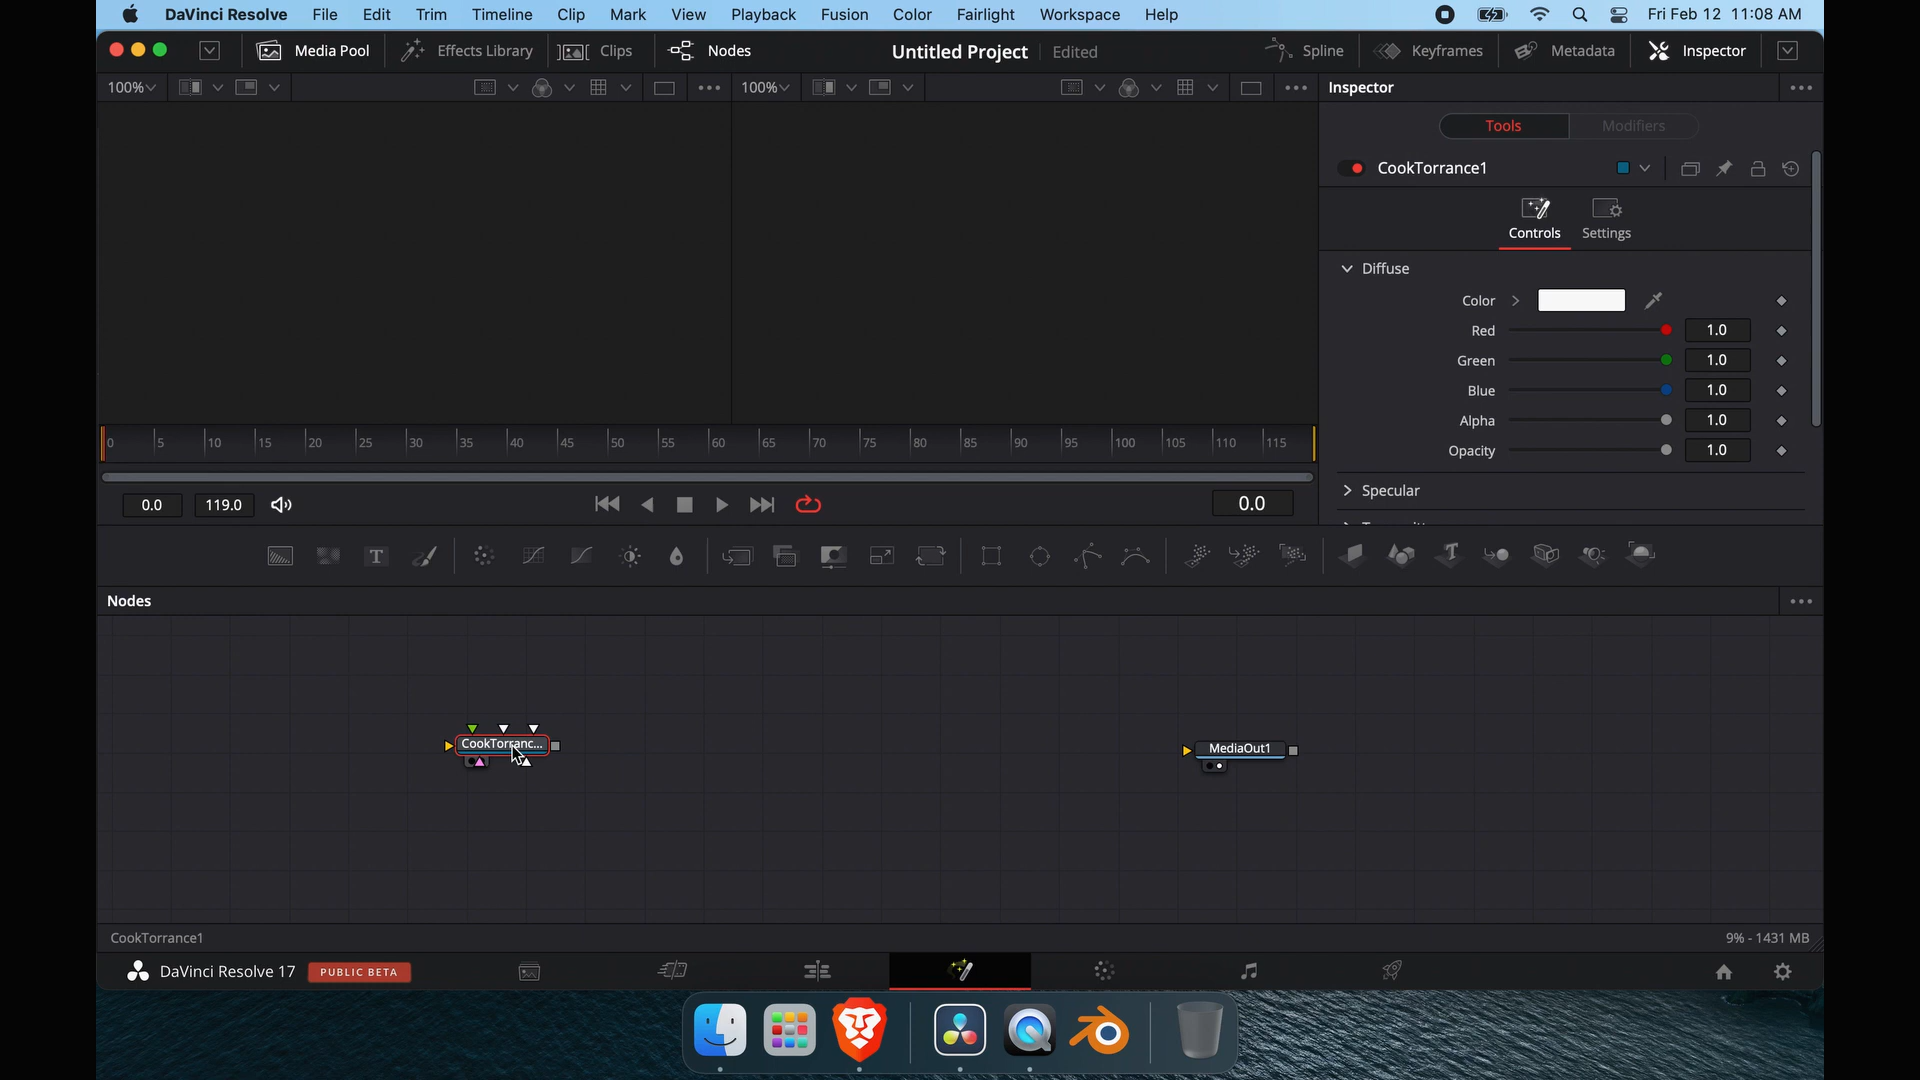 DaVinci Resolve File Edit Trim Timeline Clip Mark View Playback Fusion Color Fairlight Workspace Help Fri Feb 12 11:08 AM
Media Pool Effects Library Clips Nodes Untitled Project Edited Spline Keyframes Metadata Inspector
100% 100% Inspector
Tools Modifiers
CookTorrance1
Controls Settings
Diffuse
Color
Red 1.0
Green 1.0
Blue 1.0
Alpha 1.0
Opacity 1.0
0 5 10 15 20 25 30 35 40 45 50 55 60 65 70 75 80 85 90 95 100 105 110 115
Specular
0.0 119.0 0.0
T T
Nodes
CookTorranc...
MediaOut1
CookTorrance1 9% - 1431 MB
DaVinci Resolve 17 PUBLIC BETA